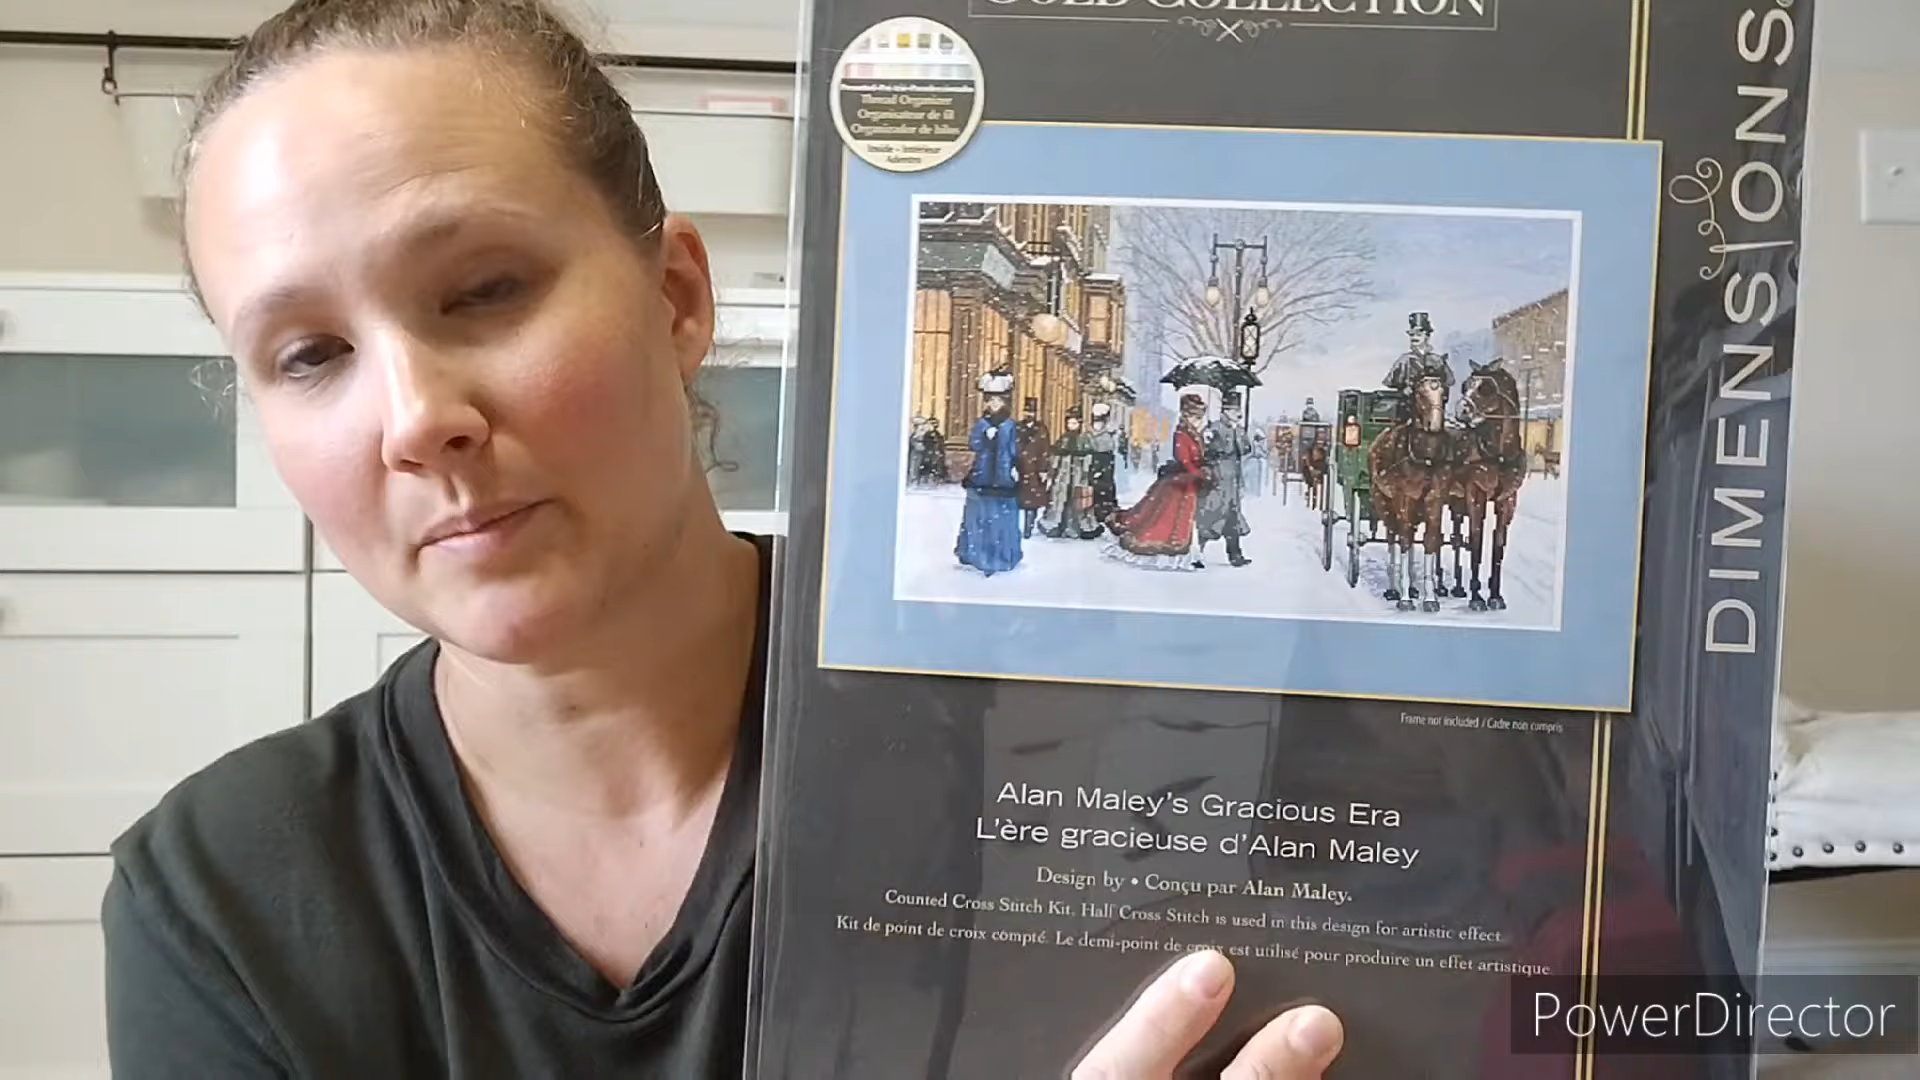 GOLD COLLECTION
Thread Organizer
Organisateur de fil
Organizador de hilos
Inside - Intérieur
Adentro
DIMENSIONS
Frame not included / Cadre non compris
Alan Maley's Gracious Era
L'ère gracieuse d'Alan Maley
Design by • Conçu par Alan Maley.
Counted Cross Stitch Kit. Half Cross Stitch is used in this design for artistic effect.
Kit de point de croix compté. Le demi-point de croix est utilisé pour produire un effet artistique.
PowerDirector